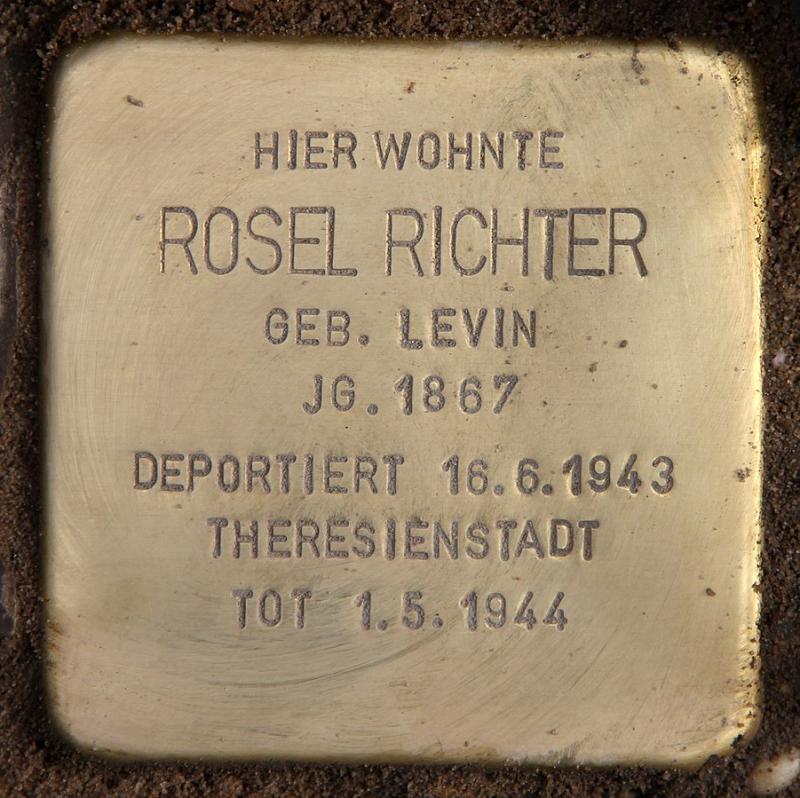 HIER WOHNTE
ROSEL RICHTER
GEB. LEVIN
JG. 1867
DEPORTIERT 16.6.1943
THERESIENSTADT
TOT 1.5.1944